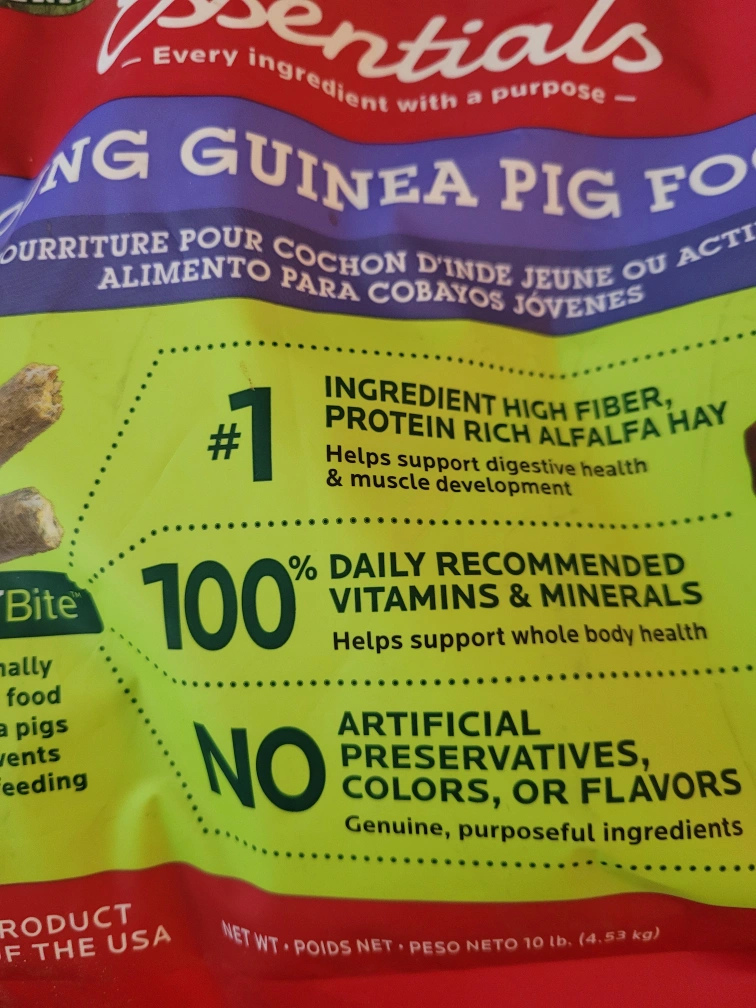 Essentials
– Every ingredient with a purpose –
NG GUINEA PIG FO
OURRITURE POUR COCHON D'INDE JEUNE OU ACTI
ALIMENTO PARA COBAYOS JÓVENES
#1 INGREDIENT HIGH FIBER,
PROTEIN RICH ALFALFA HAY
Helps support digestive health
& muscle development
100% DAILY RECOMMENDED
VITAMINS & MINERALS
Helps support whole body health
Bite™
nally
food
a pigs
vents
feeding
NO ARTIFICIAL
PRESERVATIVES,
COLORS, OR FLAVORS
Genuine, purposeful ingredients
RODUCT
F THE USA
NET WT • POIDS NET • PESO NETO 10 lb. (4.53 kg)